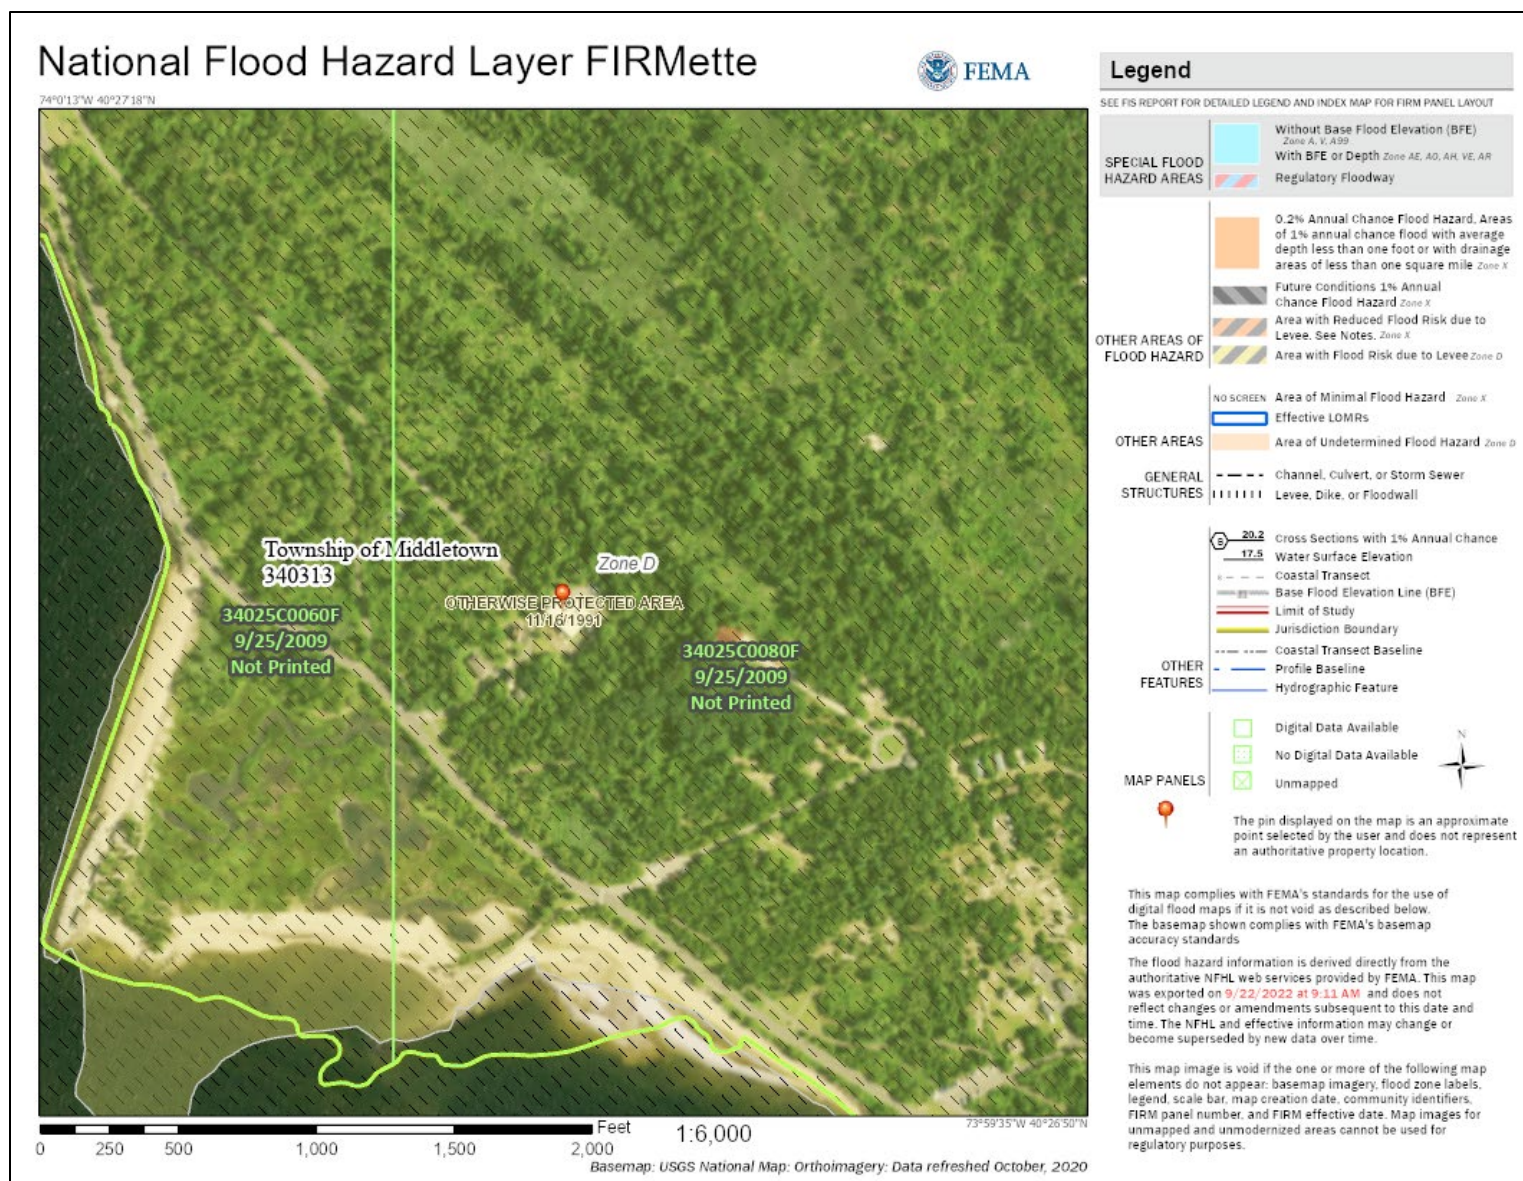 National Flood Hazard Layer FIRMette
FEMA
74°0'13"W 40°27'18"N
Township of Middletown
340313
34025C0060F
9/25/2009
Not Printed
Zone D
OTHERWISE PROTECTED AREA
11/16/1991
34025C0080F
9/25/2009
Not Printed
73°59'35"W 40°26'50"N
Feet
1:6,000
0
250
500
1,000
1,500
2,000
Basemap: USGS National Map: Orthoimagery: Data refreshed October, 2020
Legend
SEE FIS REPORT FOR DETAILED LEGEND AND INDEX MAP FOR FIRM PANEL LAYOUT
SPECIAL FLOOD
HAZARD AREAS
Without Base Flood Elevation (BFE)
Zone A, V, A99
With BFE or Depth Zone AE, AO, AH, VE, AR
Regulatory Floodway
OTHER AREAS OF
FLOOD HAZARD
0.2% Annual Chance Flood Hazard, Areas
of 1% annual chance flood with average
depth less than one foot or with drainage
areas of less than one square mile Zone X
Future Conditions 1% Annual
Chance Flood Hazard Zone X
Area with Reduced Flood Risk due to
Levee. See Notes. Zone X
Area with Flood Risk due to Levee Zone D
OTHER AREAS
NO SCREEN Area of Minimal Flood Hazard Zone X
Effective LOMRs
Area of Undetermined Flood Hazard Zone D
GENERAL
STRUCTURES
Channel, Culvert, or Storm Sewer
Levee, Dike, or Floodwall
OTHER
FEATURES
B 20.2 Cross Sections with 1% Annual Chance
17.5 Water Surface Elevation
Coastal Transect
Base Flood Elevation Line (BFE)
Limit of Study
Jurisdiction Boundary
Coastal Transect Baseline
Profile Baseline
Hydrographic Feature
MAP PANELS
Digital Data Available
No Digital Data Available
Unmapped
N
The pin displayed on the map is an approximate
point selected by the user and does not represent
an authoritative property location.
This map complies with FEMA's standards for the use of
digital flood maps if it is not void as described below.
The basemap shown complies with FEMA's basemap
accuracy standards
The flood hazard information is derived directly from the
authoritative NFHL web services provided by FEMA. This map
was exported on 9/22/2022 at 9:11 AM and does not
reflect changes or amendments subsequent to this date and
time. The NFHL and effective information may change or
become superseded by new data over time.
This map image is void if the one or more of the following map
elements do not appear: basemap imagery, flood zone labels,
legend, scale bar, map creation date, community identifiers,
FIRM panel number, and FIRM effective date. Map images for
unmapped and unmodernized areas cannot be used for
regulatory purposes.